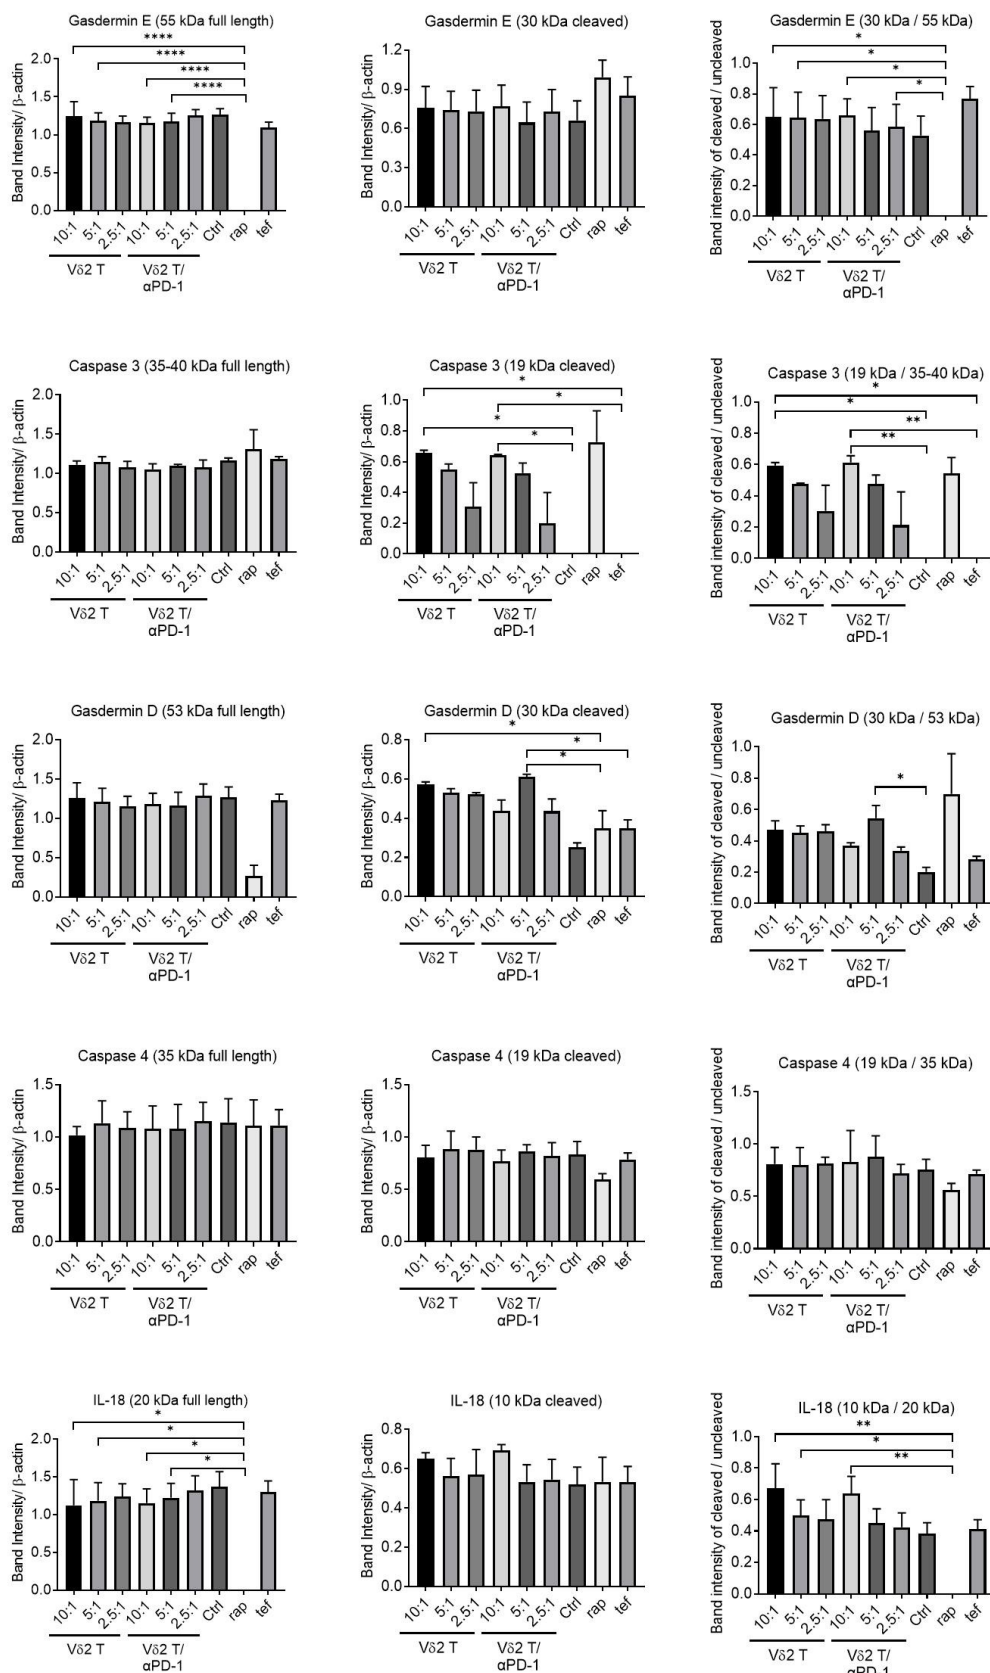 Gasdermin E (55 kDa full length)
****
****
****
****
Band Intensity/ β-actin
2.0
1.5
1.0
0.5
0.0
10:1 5:1 2.5:1 10:1 5:1 2.5:1 Ctrl rap tef
Vδ2 T Vδ2 T/
αPD-1
Gasdermin E (30 kDa cleaved)
Band Intensity/ β-actin
1.2
0.9
0.6
0.3
0.0
10:1 5:1 2.5:1 10:1 5:1 2.5:1 Ctrl rap tef
Vδ2 T Vδ2 T/
αPD-1
Gasdermin E (30 kDa / 55 kDa)
*
*
*
*
Band intensity of cleaved / uncleaved
1.0
0.8
0.6
0.4
0.2
0.0
10:1 5:1 2.5:1 10:1 5:1 2.5:1 Ctrl rap tef
Vδ2 T Vδ2 T/
αPD-1
Caspase 3 (35-40 kDa full length)
Band Intensity/ β-actin
2.0
1.5
1.0
0.5
0.0
10:1 5:1 2.5:1 10:1 5:1 2.5:1 Ctrl rap tef
Vδ2 T Vδ2 T/
αPD-1
Caspase 3 (19 kDa cleaved)
*
*
*
*
Band Intensity/ β-actin
1.0
0.8
0.6
0.4
0.2
0.0
10:1 5:1 2.5:1 10:1 5:1 2.5:1 Ctrl rap tef
Vδ2 T Vδ2 T/
αPD-1
Caspase 3 (19 kDa / 35-40 kDa)
*
*
**
**
Band intensity of cleaved / uncleaved
1.0
0.8
0.6
0.4
0.2
0.0
10:1 5:1 2.5:1 10:1 5:1 2.5:1 Ctrl rap tef
Vδ2 T Vδ2 T/
αPD-1
Gasdermin D (53 kDa full length)
Band Intensity/ β-actin
2.0
1.5
1.0
0.5
0.0
10:1 5:1 2.5:1 10:1 5:1 2.5:1 Ctrl rap tef
Vδ2 T Vδ2 T/
αPD-1
Gasdermin D (30 kDa cleaved)
*
*
*
Band Intensity/ β-actin
0.8
0.6
0.4
0.2
0.0
10:1 5:1 2.5:1 10:1 5:1 2.5:1 Ctrl rap tef
Vδ2 T Vδ2 T/
αPD-1
Gasdermin D (30 kDa / 53 kDa)
*
Band intensity of cleaved / uncleaved
1.0
0.8
0.6
0.4
0.2
0.0
10:1 5:1 2.5:1 10:1 5:1 2.5:1 Ctrl rap tef
Vδ2 T Vδ2 T/
αPD-1
Caspase 4 (35 kDa full length)
Band Intensity/ β-actin
1.5
1.0
0.5
0.0
10:1 5:1 2.5:1 10:1 5:1 2.5:1 Ctrl rap tef
Vδ2 T Vδ2 T/
αPD-1
Caspase 4 (19 kDa cleaved)
Band Intensity/ β-actin
1.5
1.0
0.5
0.0
10:1 5:1 2.5:1 10:1 5:1 2.5:1 Ctrl rap tef
Vδ2 T Vδ2 T/
αPD-1
Caspase 4 (19 kDa / 35 kDa)
Band intensity of cleaved / uncleaved
1.5
1.0
0.5
0.0
10:1 5:1 2.5:1 10:1 5:1 2.5:1 Ctrl rap tef
Vδ2 T Vδ2 T/
αPD-1
IL-18 (20 kDa full length)
*
*
*
*
Band Intensity/ β-actin
2.0
1.5
1.0
0.5
0.0
10:1 5:1 2.5:1 10:1 5:1 2.5:1 Ctrl rap tef
Vδ2 T Vδ2 T/
αPD-1
IL-18 (10 kDa cleaved)
Band Intensity/ β-actin
0.8
0.6
0.4
0.2
0.0
10:1 5:1 2.5:1 10:1 5:1 2.5:1 Ctrl rap tef
Vδ2 T Vδ2 T/
αPD-1
IL-18 (10 kDa / 20 kDa)
**
*
**
Band intensity of cleaved / uncleaved
1.0
0.8
0.6
0.4
0.2
0.0
10:1 5:1 2.5:1 10:1 5:1 2.5:1 Ctrl rap tef
Vδ2 T Vδ2 T/
αPD-1